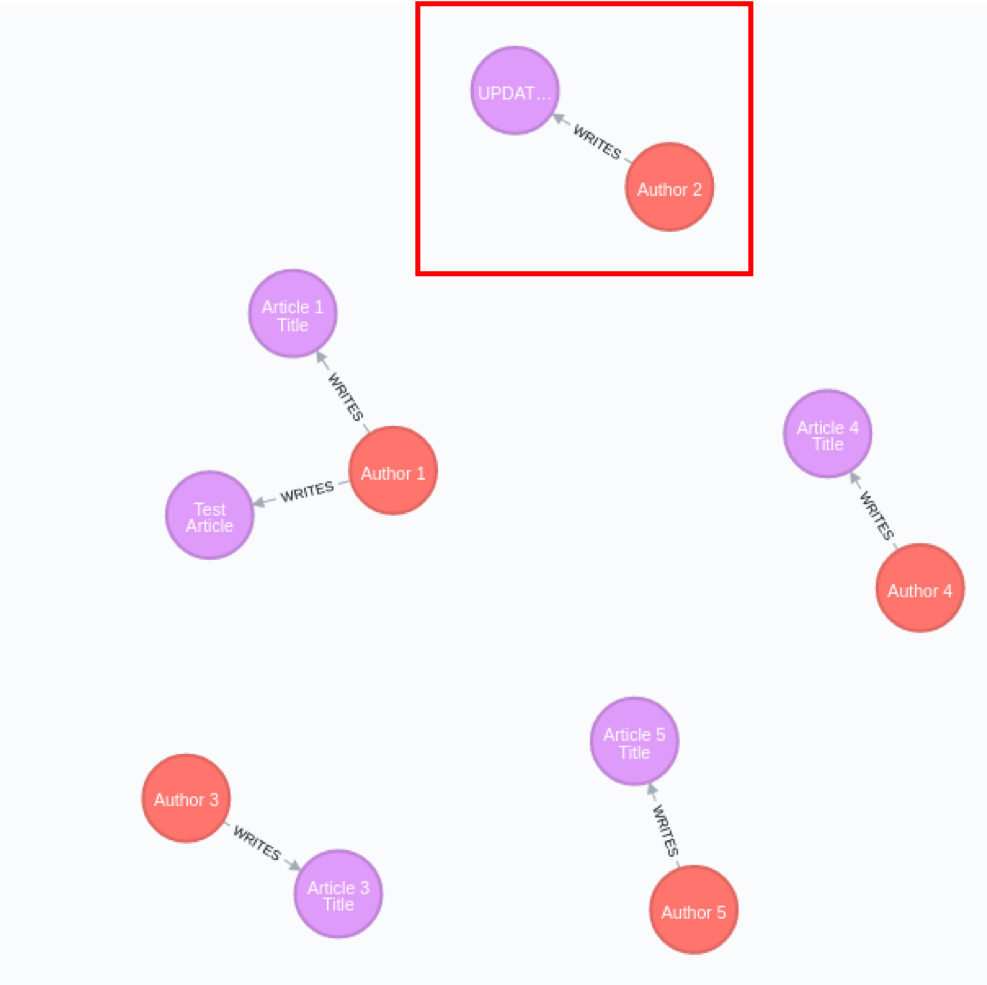 UPDAT...
WRITES
Author 2
Article 1
Title
WRITES
Author 1
WRITES
Test
Article
Article 4
Title
WRITES
Author 4
Article 5
Title
WRITES
Author 5
Author 3
WRITES
Article 3
Title